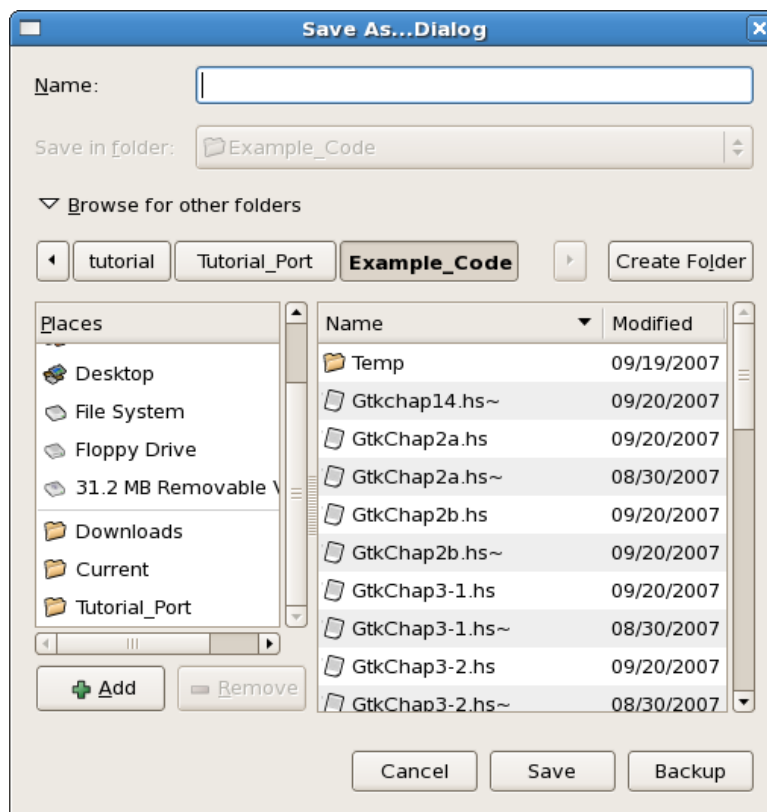 Save As...Dialog
Name:
Save in folder: Example_Code
Browse for other folders
tutorial Tutorial_Port Example_Code Create Folder
Places
Desktop
File System
Floppy Drive
31.2 MB Removable
Downloads
Current
Tutorial_Port
Add Remove
Name Modified
Temp 09/19/2007
Gtkchap14.hs~ 09/20/2007
GtkChap2a.hs 09/20/2007
GtkChap2a.hs~ 08/30/2007
GtkChap2b.hs 09/20/2007
GtkChap2b.hs~ 09/20/2007
GtkChap3-1.hs 09/20/2007
GtkChap3-1.hs~ 08/30/2007
GtkChap3-2.hs 09/20/2007
GtkChap3-2.hs~ 08/30/2007
Cancel Save Backup